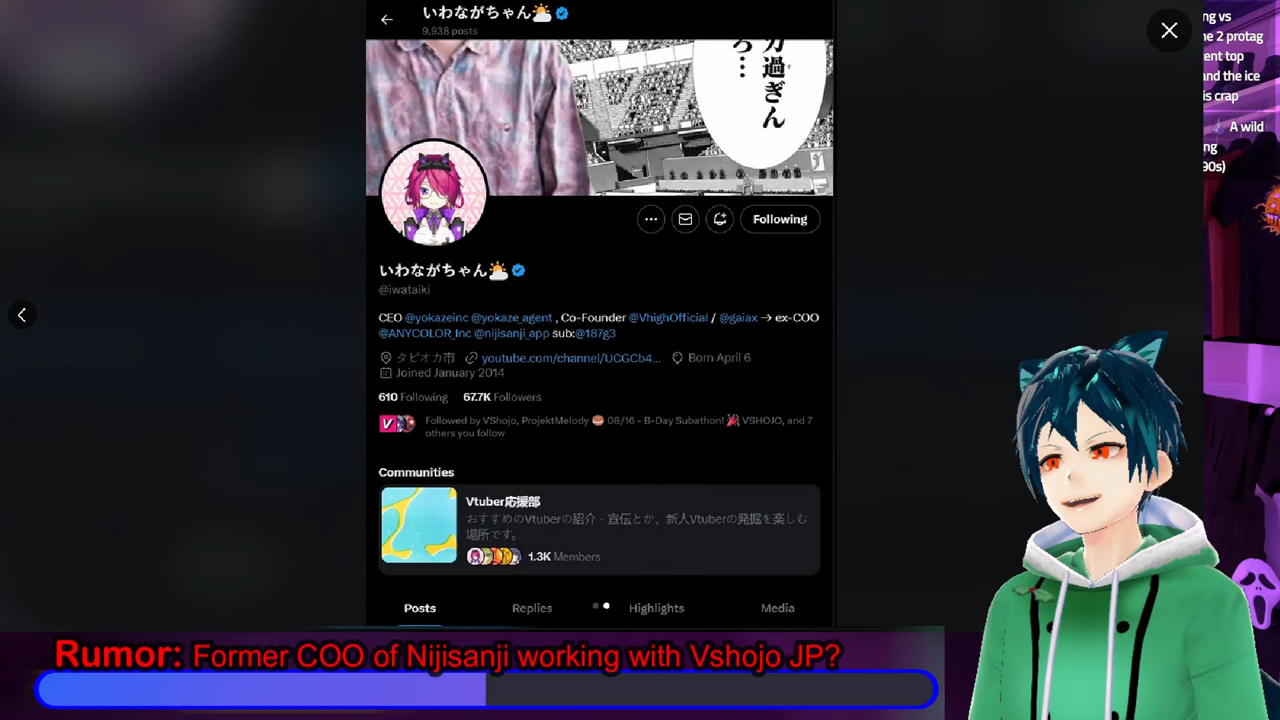 いわながちゃん⛅
9,938 posts
力過ぎん
ろ…
Following
いわながちゃん⛅
@iwataiki
CEO @yokazeinc @yokaze_agent , Co-Founder @VhighOfficial / @gaiax → ex-COO
@ANYCOLOR_Inc @nijisanji_app sub:@187g3
タピオカ市 youtube.com/channel/UCGCb4... Born April 6
Joined January 2014
610 Following 67.7K Followers
Followed by VShojo, ProjektMelody 08/16 - B-Day Subathon! VSHOJO, and 7
others you follow
Communities
Vtuber応援部
おすすめのVtuberの紹介・宣伝とか、新人Vtuberの発掘を楽しむ
場所です。
1.3K Members
Posts Replies Highlights Media
ng vs
ne 2 protag
ent top
and the ice
is crap
A wild
ng
90s)
Rumor: Former COO of Nijisanji working with Vshojo JP?